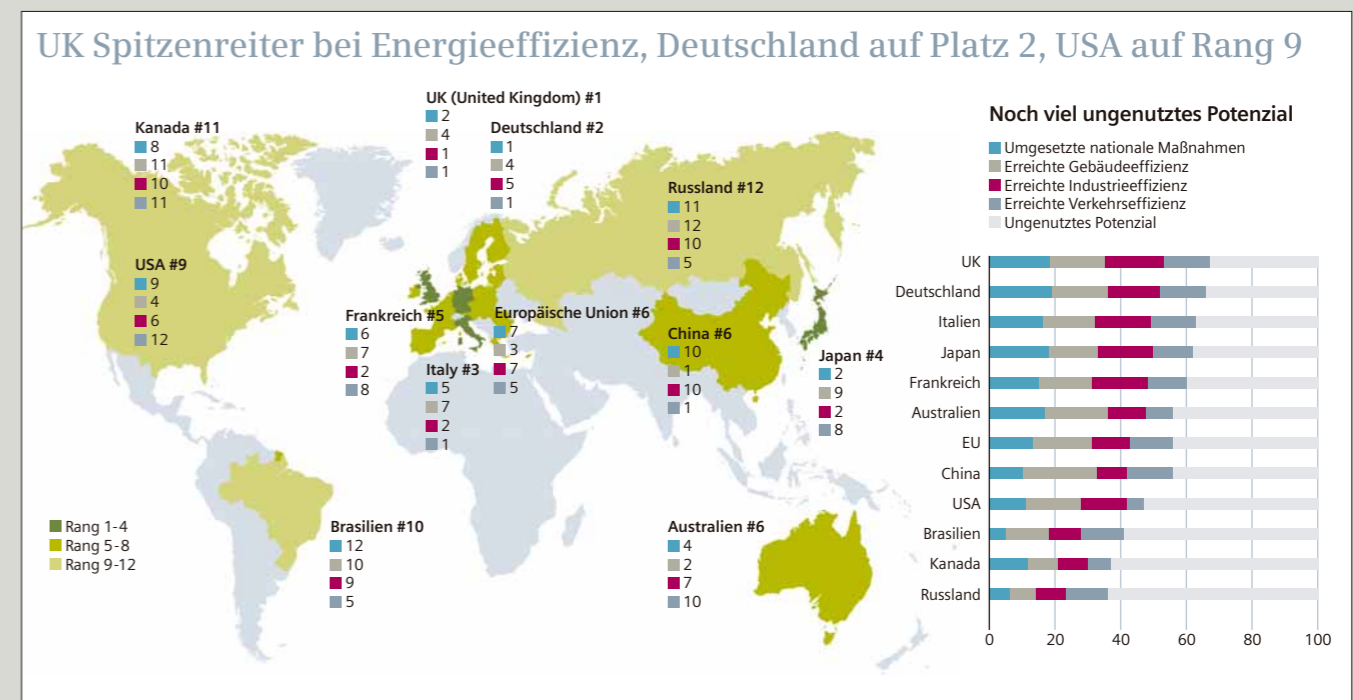 UK Spitzenreiter bei Energieeffizienz, Deutschland auf Platz 2, USA auf Rang 9
Kanada #11
8
11
10
11
USA #9
9
4
6
12
UK (United Kingdom) #1
2
4
1
1
Deutschland #2
1
4
5
1
Russland #12
11
12
10
5
Frankreich #5
6
7
2
8
Europäische Union #6
7
3
7
5
Italy #3
5
7
2
1
China #6
10
1
10
1
Japan #4
2
9
2
8
Brasilien #10
12
10
9
5
Australien #6
4
2
7
10
Rang 1-4
Rang 5-8
Rang 9-12
Noch viel ungenutztes Potenzial
Umgesetzte nationale Maßnahmen
Erreichte Gebäudeeffizienz
Erreichte Industrieeffizienz
Erreichte Verkehrseffizienz
Ungenutztes Potenzial
UK
Deutschland
Italien
Japan
Frankreich
Australien
EU
China
USA
Brasilien
Kanada
Russland
0 20 40 60 80 100